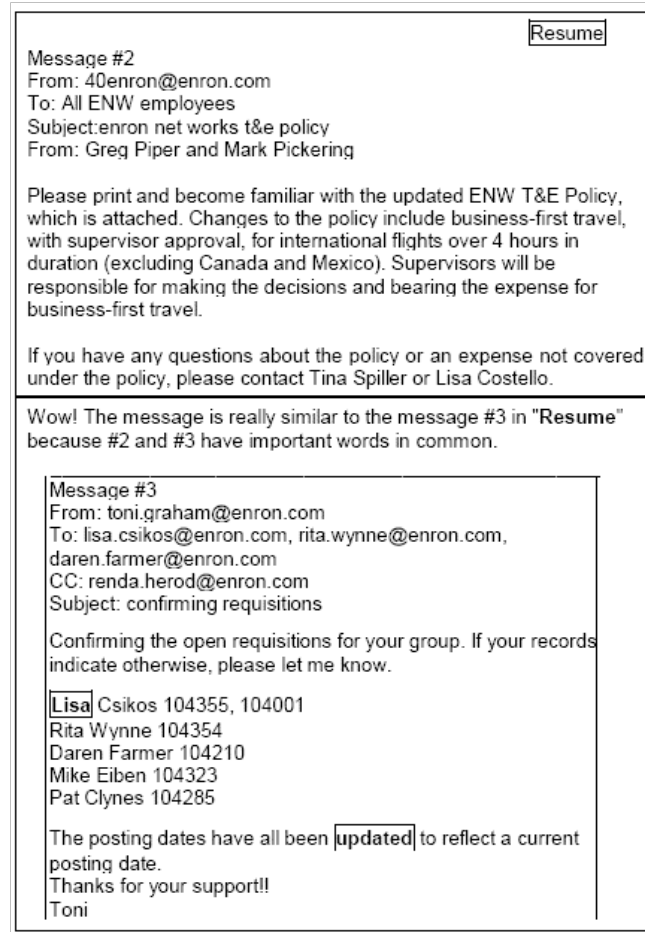 Resume
Message #2
From: 40enron@enron.com
To: All ENW employees
Subject:enron net works t&e policy
From: Greg Piper and Mark Pickering
Please print and become familiar with the updated ENW T&E Policy,
which is attached. Changes to the policy include business-first travel,
with supervisor approval, for international flights over 4 hours in
duration (excluding Canada and Mexico). Supervisors will be
responsible for making the decisions and bearing the expense for
business-first travel.
If you have any questions about the policy or an expense not covered
under the policy, please contact Tina Spiller or Lisa Costello.
Wow! The message is really similar to the message #3 in "Resume"
because #2 and #3 have important words in common.
Message #3
From: toni.graham@enron.com
To: lisa.csikos@enron.com, rita.wynne@enron.com,
daren.farmer@enron.com
CC: renda.herod@enron.com
Subject: confirming requisitions
Confirming the open requisitions for your group. If your records
indicate otherwise, please let me know.
Lisa Csikos 104355, 104001
Rita Wynne 104354
Daren Farmer 104210
Mike Eiben 104323
Pat Clynes 104285
The posting dates have all been updated to reflect a current
posting date.
Thanks for your support!!
Toni